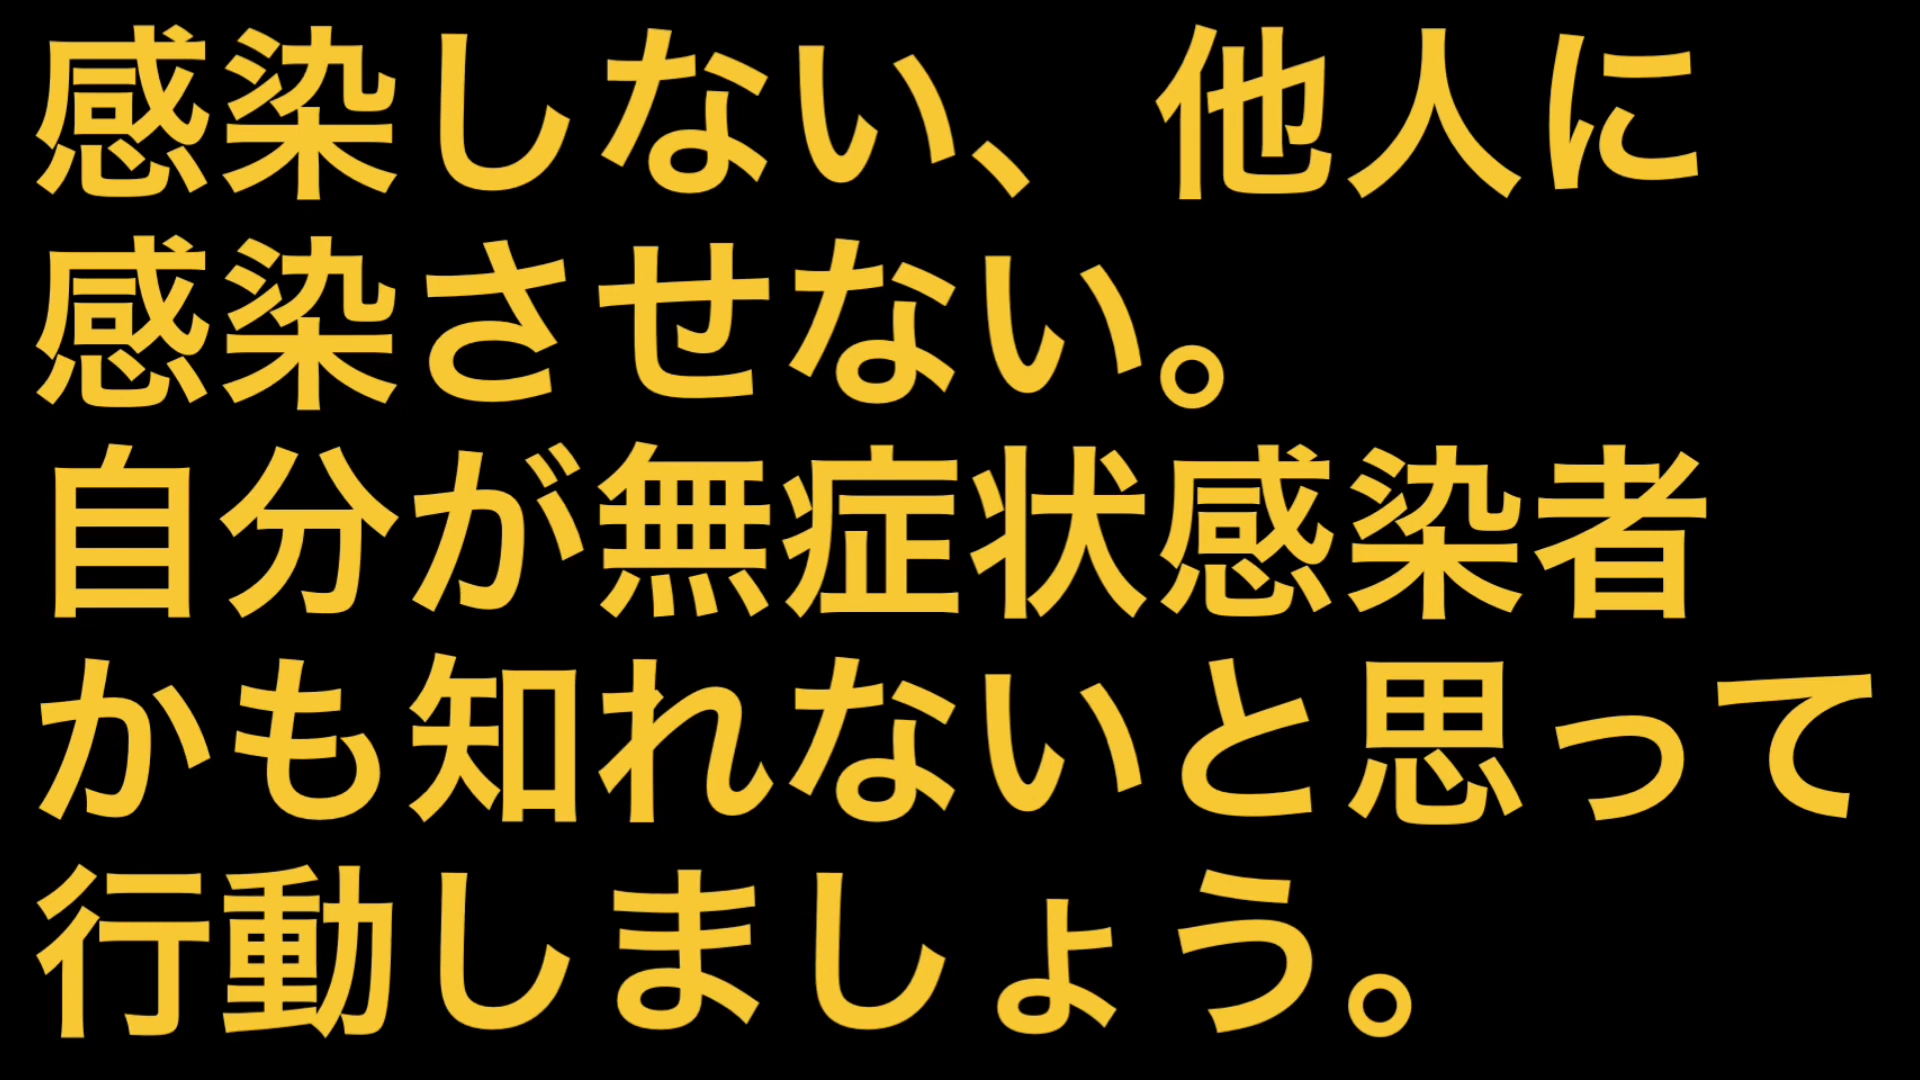 感染しない、他人に
感染させない。
自分が無症状感染者
かも知れないと思って
行動しましょう。